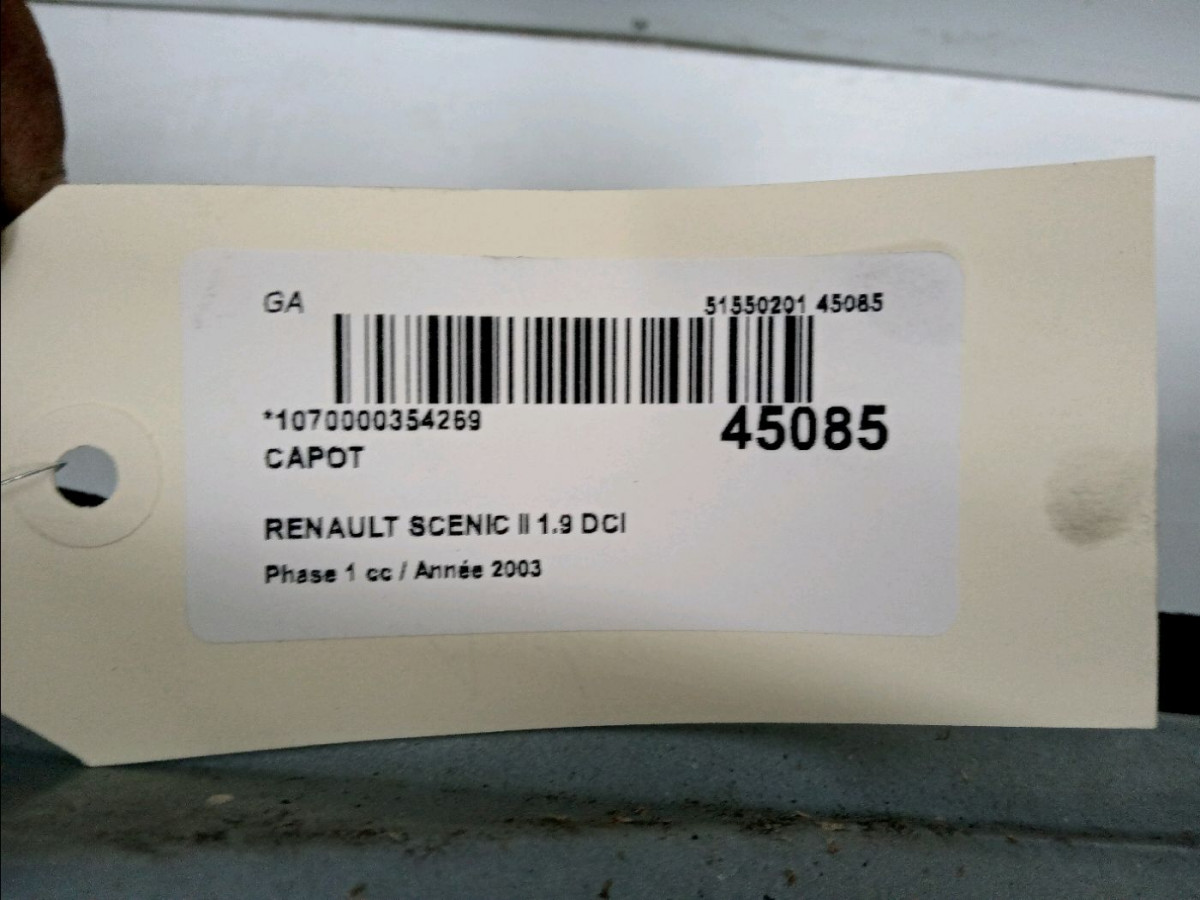 GA
51550201 45085
*1070000354269
45085
CAPOT
RENAULT SCENIC II 1.9 DCI
Phase 1 cc / Année 2003